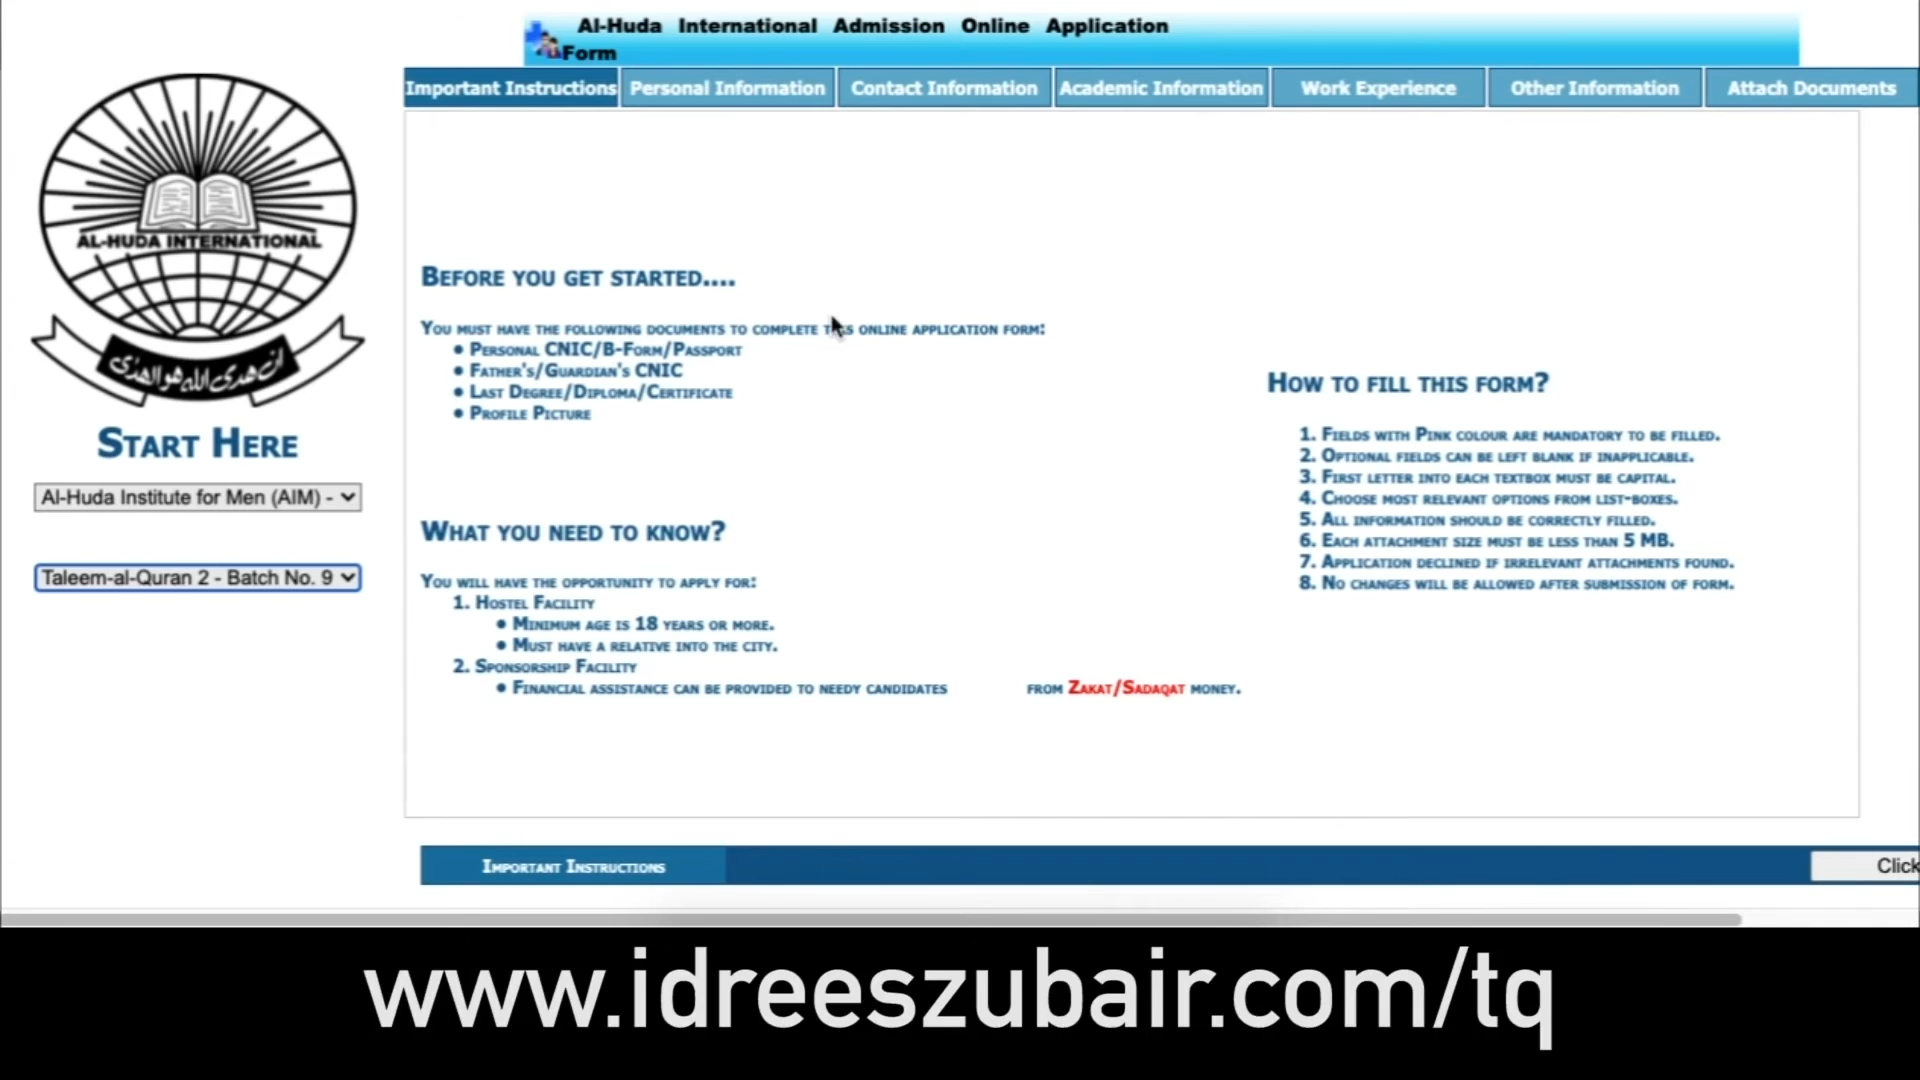 Al-Huda International Admission Online Application
Form
Important Instructions
Personal Information
Contact Information
Academic Information
Work Experience
Other Information
Attach Documents
AL-HUDA INTERNATIONAL
ان هدى الله هو الهدى
START HERE
Al-Huda Institute for Men (AIM) -
Taleem-al-Quran 2 - Batch No. 9
BEFORE YOU GET STARTED....
YOU MUST HAVE THE FOLLOWING DOCUMENTS TO COMPLETE THIS ONLINE APPLICATION FORM:
• PERSONAL CNIC/B-FORM/PASSPORT
• FATHER'S/GUARDIAN'S CNIC
• LAST DEGREE/DIPLOMA/CERTIFICATE
• PROFILE PICTURE
WHAT YOU NEED TO KNOW?
YOU WILL HAVE THE OPPORTUNITY TO APPLY FOR:
1. HOSTEL FACILITY
• MINIMUM AGE IS 18 YEARS OR MORE.
• MUST HAVE A RELATIVE INTO THE CITY.
2. SPONSORSHIP FACILITY
• FINANCIAL ASSISTANCE CAN BE PROVIDED TO NEEDY CANDIDATES FROM ZAKAT/SADAQAT MONEY.
HOW TO FILL THIS FORM?
1. FIELDS WITH PINK COLOUR ARE MANDATORY TO BE FILLED.
2. OPTIONAL FIELDS CAN BE LEFT BLANK IF INAPPLICABLE.
3. FIRST LETTER INTO EACH TEXTBOX MUST BE CAPITAL.
4. CHOOSE MOST RELEVANT OPTIONS FROM LIST-BOXES.
5. ALL INFORMATION SHOULD BE CORRECTLY FILLED.
6. EACH ATTACHMENT SIZE MUST BE LESS THAN 5 MB.
7. APPLICATION DECLINED IF IRRELEVANT ATTACHMENTS FOUND.
8. NO CHANGES WILL BE ALLOWED AFTER SUBMISSION OF FORM.
IMPORTANT INSTRUCTIONS
Click
www.idreeszubair.com/tq